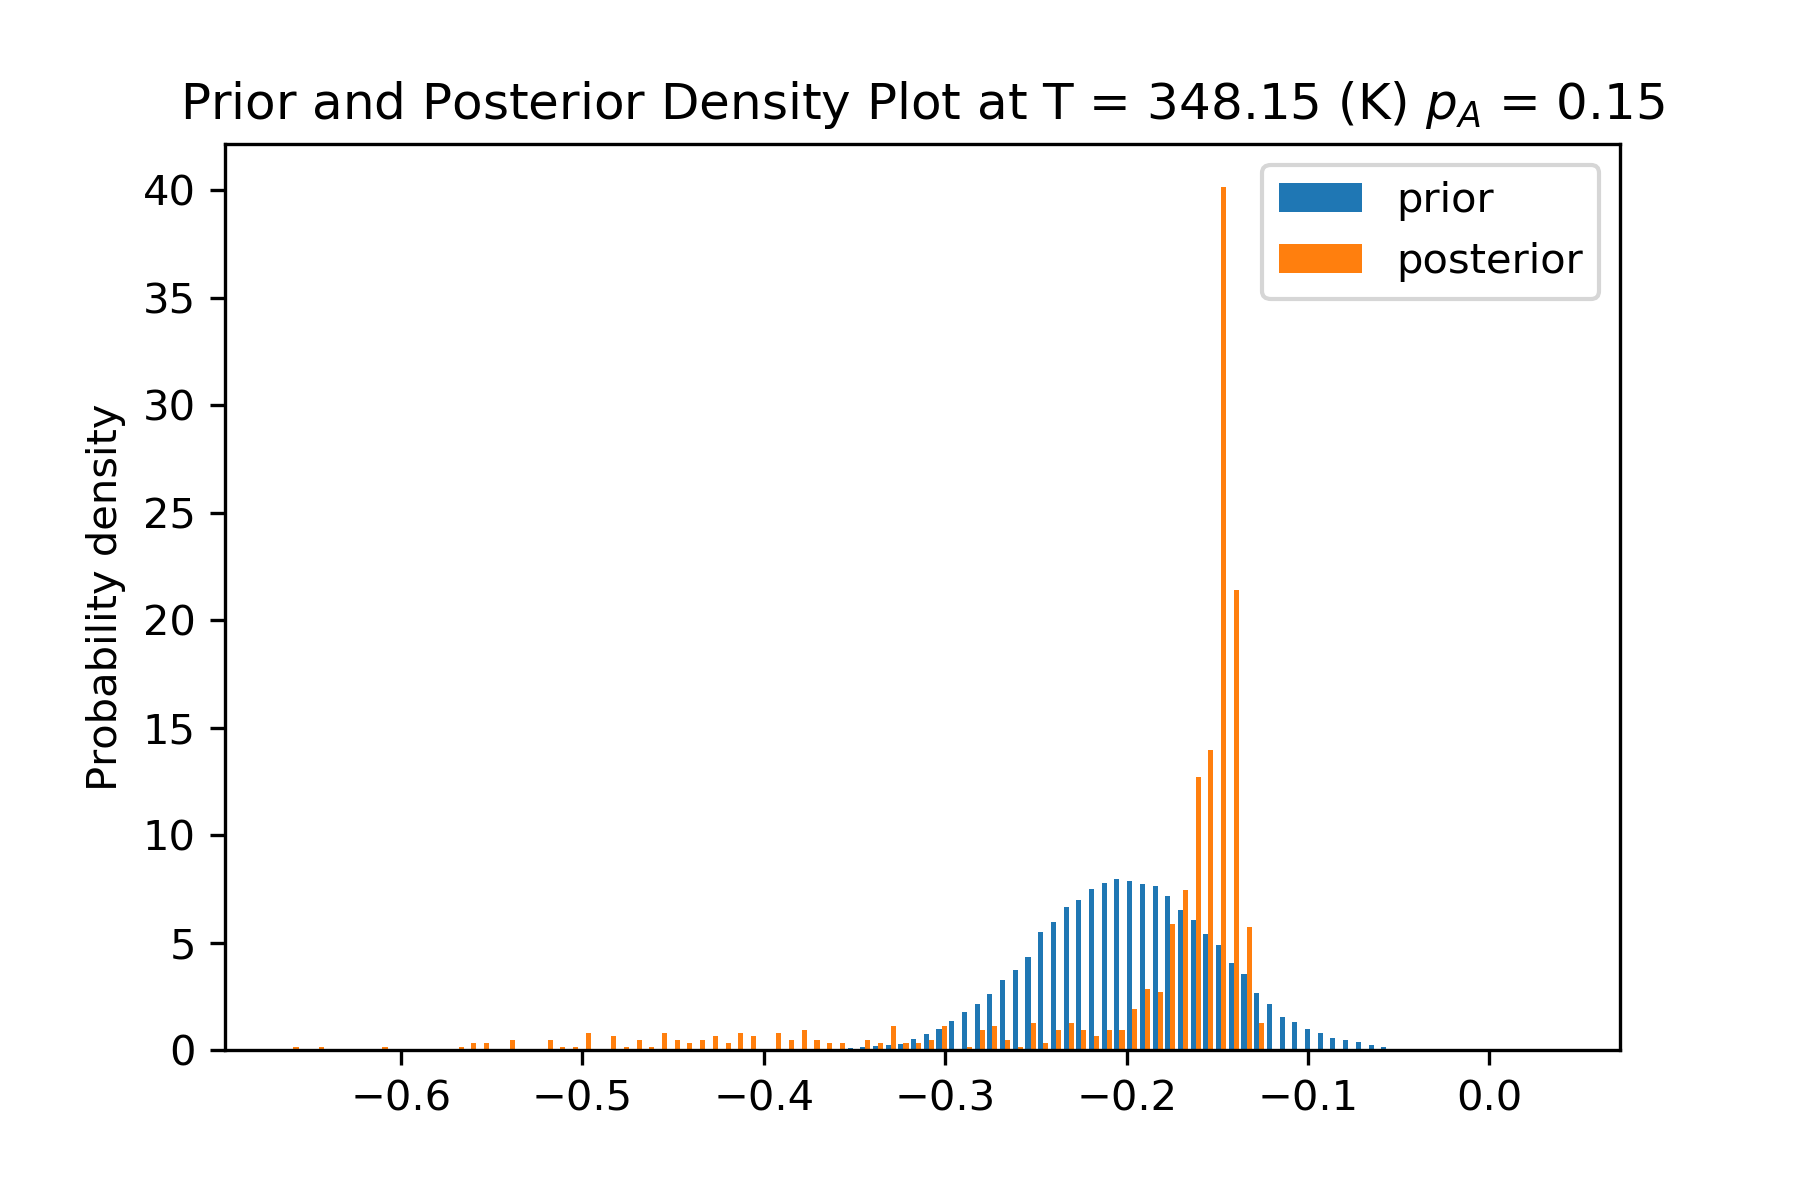 Prior and Posterior Density Plot at T = 348.15 (K) p_A = 0.15
prior
posterior
Probability density
40
35
30
25
20
15
10
5
0
−0.6 −0.5 −0.4 −0.3 −0.2 −0.1 0.0